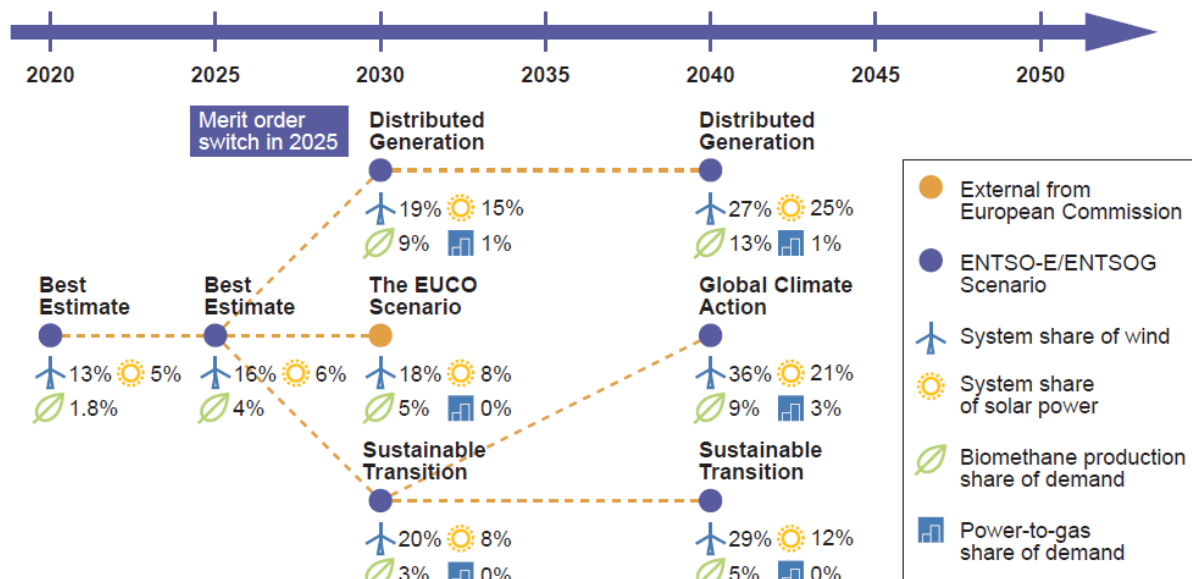 2020 2025 2030 2035 2040 2045 2050
Merit order
switch in 2025
Distributed
Generation
19% 15%
9% 1%
Distributed
Generation
27% 25%
13% 1%
Best
Estimate
13% 5%
1.8%
Best
Estimate
16% 6%
4%
The EUCO
Scenario
18% 8%
5% 0%
Global Climate
Action
36% 21%
9% 3%
Sustainable
Transition
20% 8%
3% 0%
Sustainable
Transition
29% 12%
5% 0%
External from
European Commission
ENTSO-E/ENTSOG
Scenario
System share of wind
System share
of solar power
Biomethane production
share of demand
Power-to-gas
share of demand